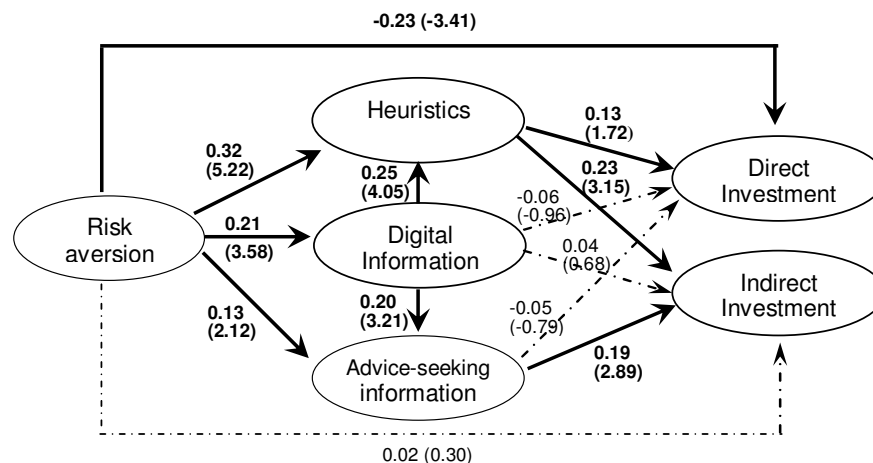 -0.23 (-3.41)
Heuristics
0.13
(1.72)
0.32
(5.22)
0.25
(4.05)
0.23
(3.15)
Direct
Investment
-0.06
(-0.96)
Risk
aversion
0.21
(3.58)
Digital
Information
0.04
(0.68)
Indirect
Investment
0.13
(2.12)
0.20
(3.21)
-0.05
(-0.79)
Advice-seeking
information
0.19
(2.89)
0.02 (0.30)